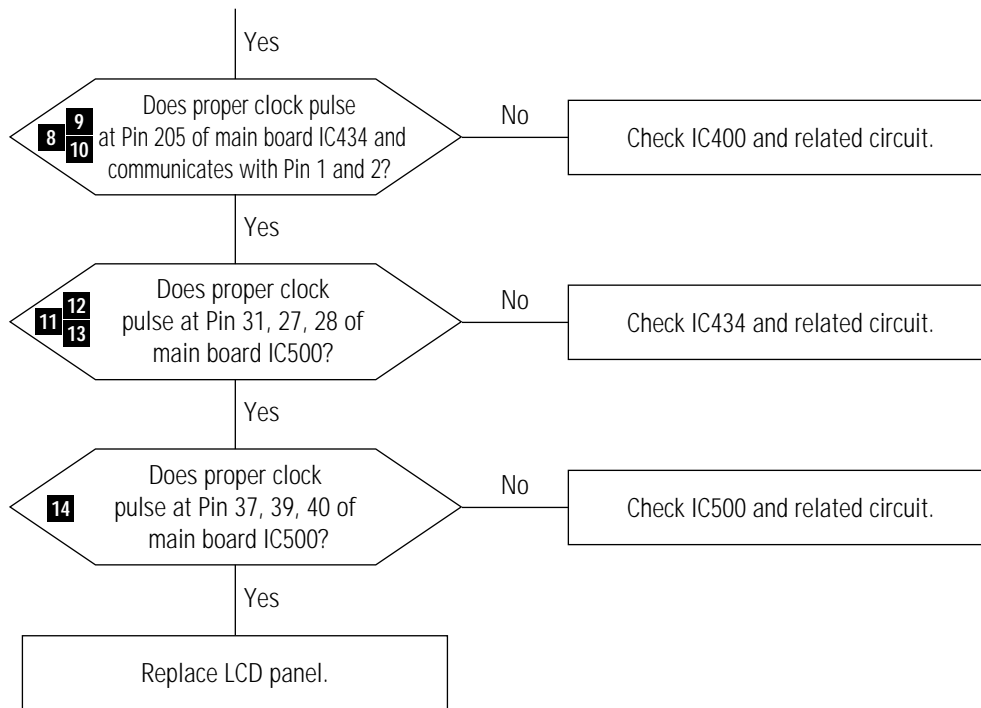 Yes
Does proper clock pulse
at Pin 205 of main board IC434 and
communicates with Pin 1 and 2?
8
9
10
No
Check IC400 and related circuit.
Yes
Does proper clock
pulse at Pin 31, 27, 28 of
main board IC500?
11
12
13
No
Check IC434 and related circuit.
Yes
Does proper clock
pulse at Pin 37, 39, 40 of
main board IC500?
14
No
Check IC500 and related circuit.
Yes
Replace LCD panel.